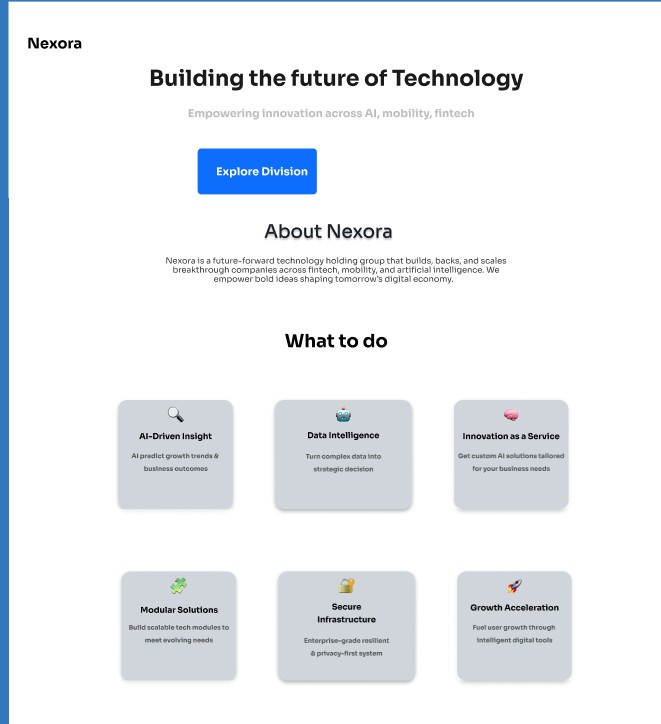 Nexora
Building the future of Technology
Empowering innovation across AI, mobility, fintech
Explore Division
About Nexora
Nexora is a future-forward technology holding group that builds, backs, and scales
breakthrough companies across fintech, mobility, and artificial intelligence. We
empower bold ideas shaping tomorrow's digital economy.
What to do
AI-Driven Insight
AI predict growth trends &
business outcomes
Data Intelligence
Turn complex data into
strategic decision
Innovation as a Service
Get custom AI solutions tailored
for your business needs
Modular Solutions
Build scalable tech modules to
meet evolving needs
Secure
Infrastructure
Enterprise-grade resilient
& privacy-first system
Growth Acceleration
Fuel user growth through
intelligent digital tools